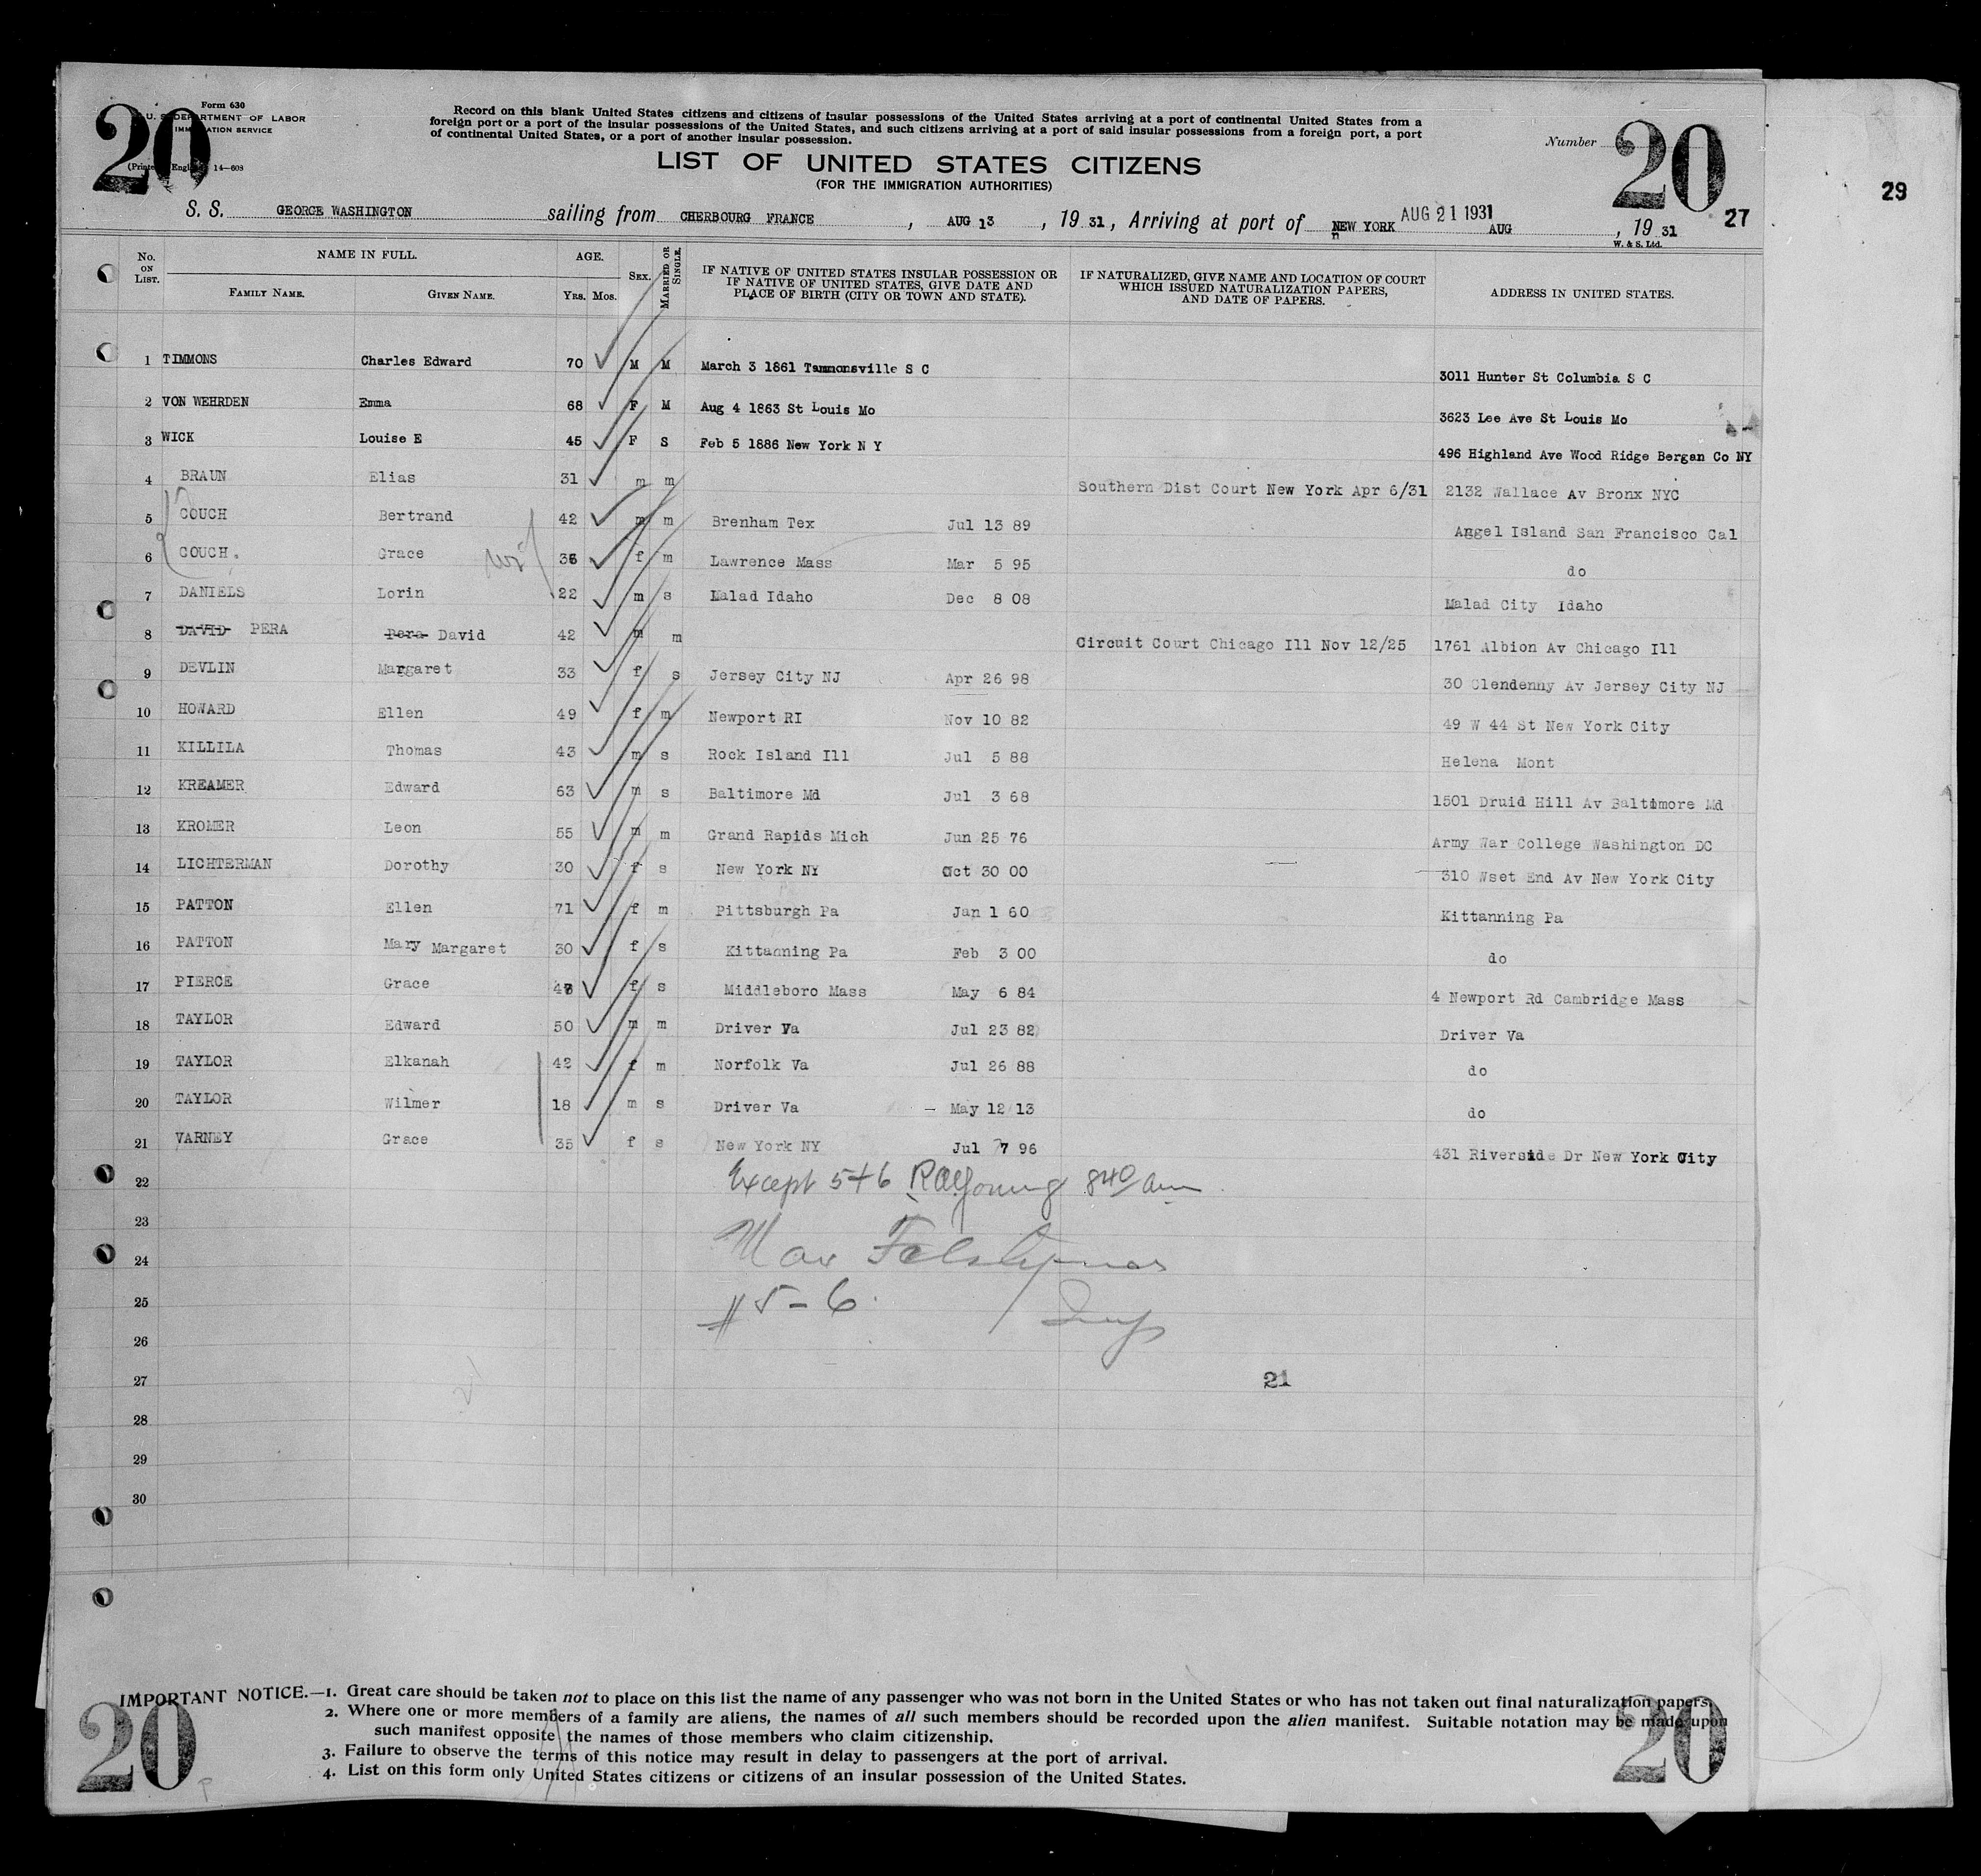 20
Form 630
U. S. DEPARTMENT OF LABOR
IMMIGRATION SERVICE
(Printed England 14—608
Record on this blank United States citizens and citizens of insular possessions of the United States arriving at a port of continental United States from a
foreign port or a port of the insular possessions of the United States, and such citizens arriving at a port of said insular possessions from a foreign port, a port
of continental United States, or a port of another insular possession.
LIST OF UNITED STATES CITIZENS
(FOR THE IMMIGRATION AUTHORITIES)
Number 20
29
27
S. S. GEORGE WASHINGTON sailing from CHERBOURG FRANCE, AUG 13, 19 31, Arriving at port of NEW YORK AUG 21 1931 AUG, 19 31
W. & S. Ltd.
No. ON LIST. NAME IN FULL. AGE. SEX. MARRIED OR SINGLE. IF NATIVE OF UNITED STATES INSULAR POSSESSION OR IF NATIVE OF UNITED STATES, GIVE DATE AND PLACE OF BIRTH (CITY OR TOWN AND STATE). IF NATURALIZED, GIVE NAME AND LOCATION OF COURT WHICH ISSUED NATURALIZATION PAPERS, AND DATE OF PAPERS. ADDRESS IN UNITED STATES.
FAMILY NAME. GIVEN NAME. YRS. MOS.
1 TIMMONS Charles Edward 70 M M March 3 1861 Tammonsville S C 3011 Hunter St Columbia S C
2 VON WEHRDEN Emma 68 F M Aug 4 1863 St Louis Mo 3623 Lee Ave St Louis Mo
3 WICK Louise E 45 F S Feb 5 1886 New York N Y 496 Highland Ave Wood Ridge Bergen Co NY
4 BRAUN Elias 31 m m Southern Dist Court New York Apr 6/31 2132 Wallace Av Bronx NYC
5 COUCH Bertrand 42 m m Brenham Tex Jul 13 89 Angel Island San Francisco Cal
6 COUCH. Grace 36 f m Lawrence Mass Mar 5 95 do
7 DANIELS Lorin 22 m s Malad Idaho Dec 8 08 Malad City Idaho
8 DAVID PERA Pera David 42 m m Circuit Court Chicago Ill Nov 12/25 1761 Albion Av Chicago Ill
9 DEVLIN Margaret 33 f s Jersey City NJ Apr 26 98 30 Clendenny Av Jersey City NJ
10 HOWARD Ellen 49 f m Newport RI Nov 10 82 49 W 44 St New York City
11 KILLILA Thomas 43 m s Rock Island Ill Jul 5 88 Helena Mont
12 KREAMER Edward 63 m s Baltimore Md Jul 3 68 1501 Druid Hill Av Baltimore Md
13 KROMER Leon 55 m m Grand Rapids Mich Jun 25 76 Army War College Washington DC
14 LICHTERMAN Dorothy 30 f s New York NY Oct 30 00 310 Wset End Av New York City
15 PATTON Ellen 71 f m Pittsburgh Pa Jan 1 60 Kittanning Pa
16 PATTON Mary Margaret 30 f s Kittanning Pa Feb 3 00 do
17 PIERCE Grace f s Middleboro Mass May 6 84 4 Newport Rd Cambridge Mass
18 TAYLOR Edward 50 m m Driver Va Jul 23 82 Driver Va
19 TAYLOR Elkanah 42 f m Norfolk Va Jul 26 88 do
20 TAYLOR Wilmer 18 m s Driver Va — May 12 13 do
21 VARNEY Grace 35 f s New York NY Jul 7 96 431 Riverside Dr New York City
22 Except 5+6 840 am
23
24
25 #5-6 Insp
26
27 21
28
29
30
IMPORTANT NOTICE.—1. Great care should be taken not to place on this list the name of any passenger who was not born in the United States or who has not taken out final naturalization papers.
2. Where one or more members of a family are aliens, the names of all such members should be recorded upon the alien manifest. Suitable notation may be made upon
such manifest opposite the names of those members who claim citizenship.
3. Failure to observe the terms of this notice may result in delay to passengers at the port of arrival.
4. List on this form only United States citizens or citizens of an insular possession of the United States.
20 20